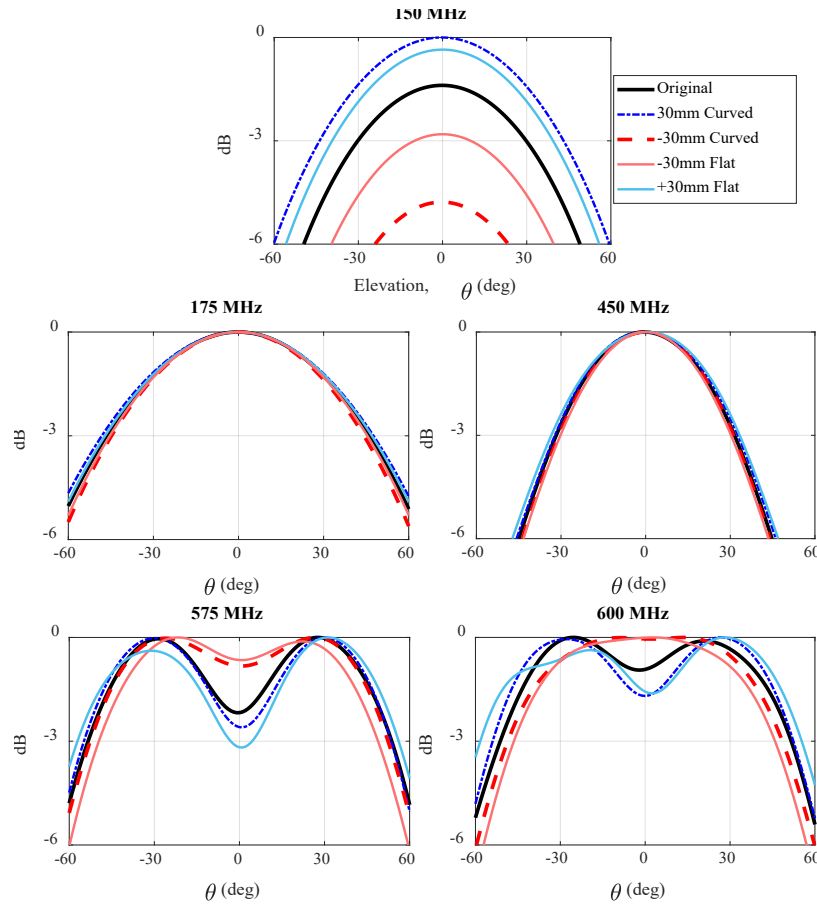 150 MHz
0
-3
-6
dB
-60
-30
0
30
60
Elevation, θ (deg)
Original
30mm Curved
-30mm Curved
-30mm Flat
+30mm Flat
175 MHz
0
-3
-6
dB
-60
-30
0
30
60
θ (deg)
450 MHz
0
-3
-6
dB
-60
-30
0
30
60
θ (deg)
575 MHz
0
-3
-6
dB
-60
-30
0
30
60
θ (deg)
600 MHz
0
-3
-6
dB
-60
-30
0
30
60
θ (deg)